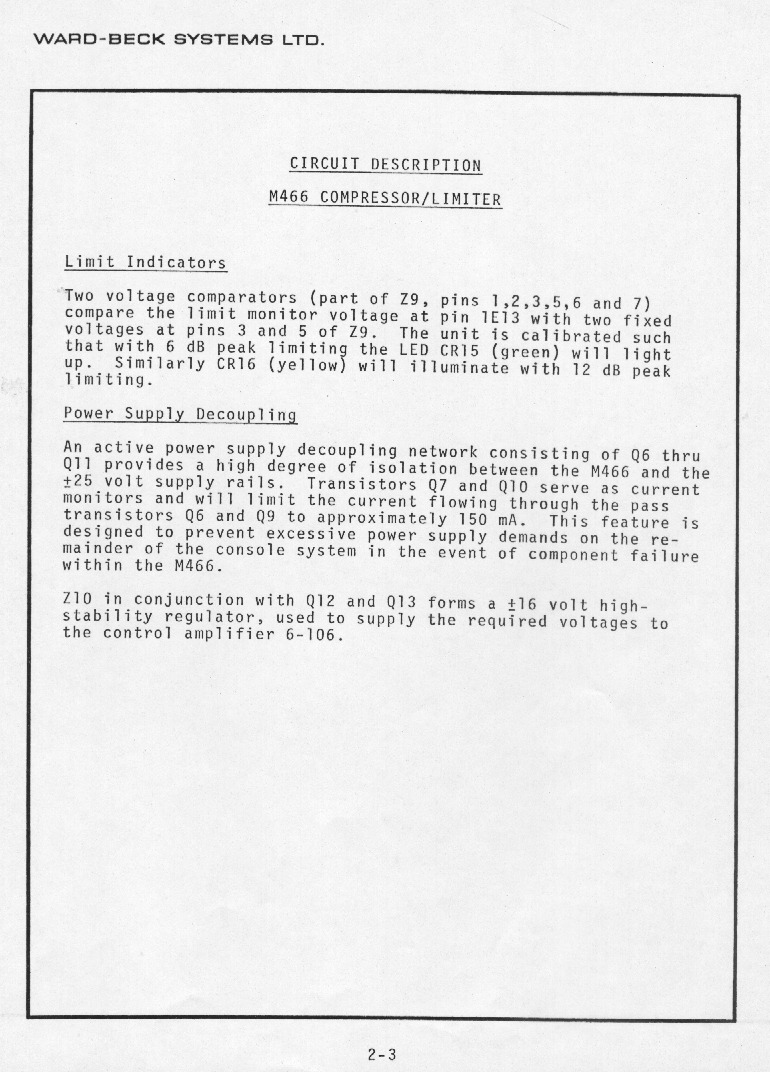 WARD-BECK SYSTEMS LTD.
CIRCUIT DESCRIPTION
M466 COMPRESSOR/LIMITER
Limit Indicators
Two voltage comparators (part of Z9, pins 1,2,3,5,6 and 7)
compare the limit monitor voltage at pin 1E13 with two fixed
voltages at pins 3 and 5 of Z9. The unit is calibrated such
that with 6 dB peak limiting the LED CR15 (green) will light
up. Similarly CR16 (yellow) will illuminate with 12 dB peak
limiting.
Power Supply Decoupling
An active power supply decoupling network consisting of Q6 thru
Q11 provides a high degree of isolation between the M466 and the
±25 volt supply rails. Transistors Q7 and Q10 serve as current
monitors and will limit the current flowing through the pass
transistors Q6 and Q9 to approximately 150 mA. This feature is
designed to prevent excessive power supply demands on the re-
mainder of the console system in the event of component failure
within the M466.
Z10 in conjunction with Q12 and Q13 forms a ±16 volt high-
stability regulator, used to supply the required voltages to
the control amplifier 6-106.
2-3